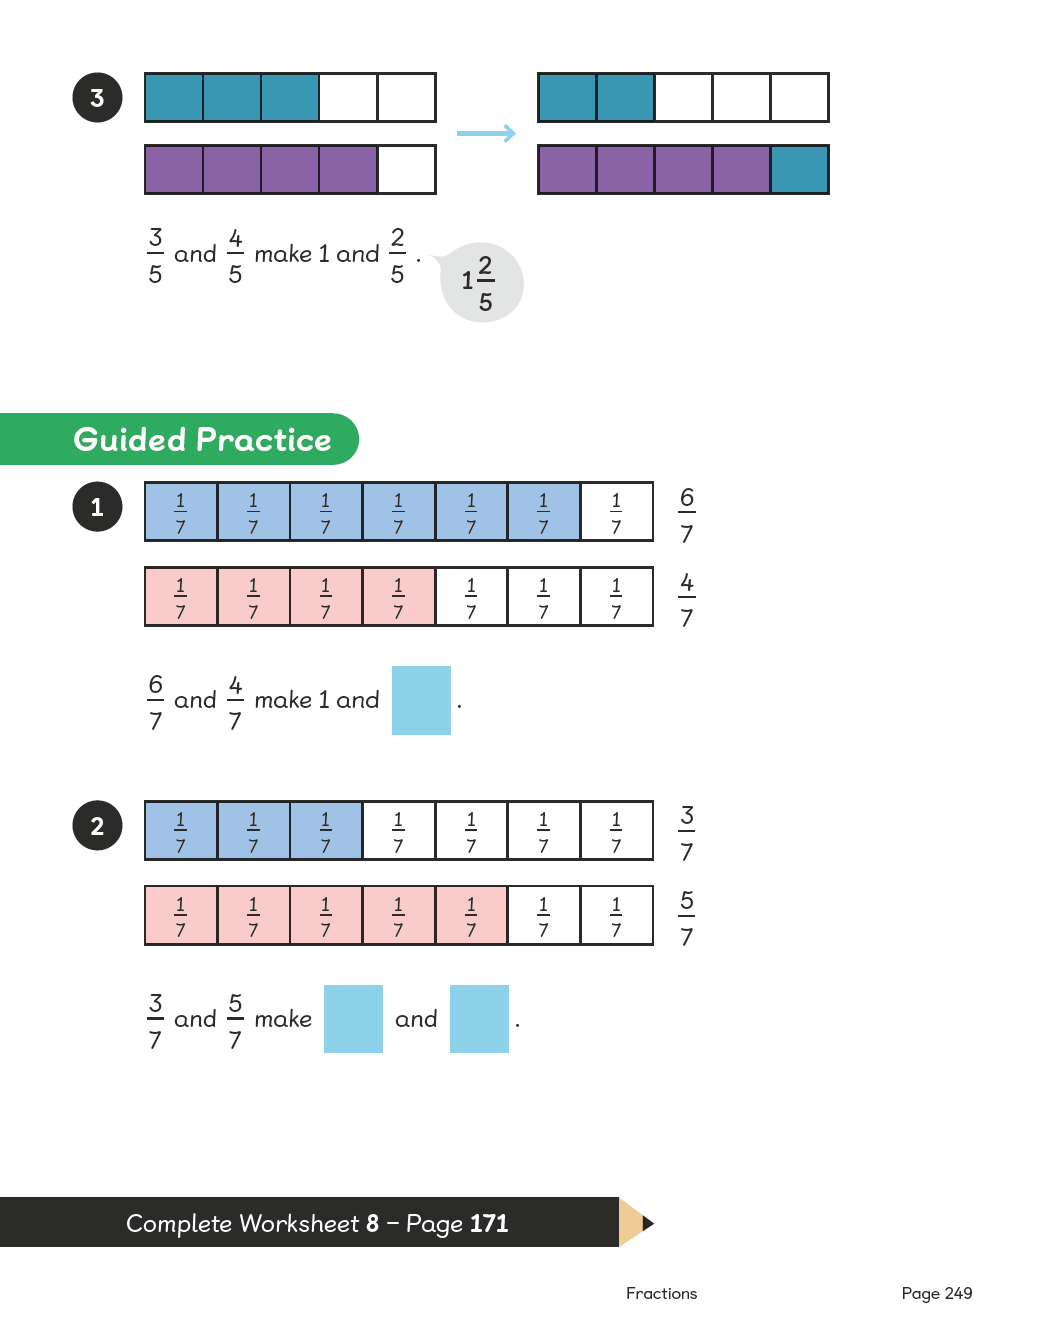 3
3/5 and 4/5 make 1 and 2/5 .
1 2/5
Guided Practice
1
1/7 1/7 1/7 1/7 1/7 1/7 1/7 6/7
1/7 1/7 1/7 1/7 1/7 1/7 1/7 4/7
6/7 and 4/7 make 1 and .
2
1/7 1/7 1/7 1/7 1/7 1/7 1/7 3/7
1/7 1/7 1/7 1/7 1/7 1/7 1/7 5/7
3/7 and 5/7 make and .
Complete Worksheet 8 – Page 171
Fractions Page 249